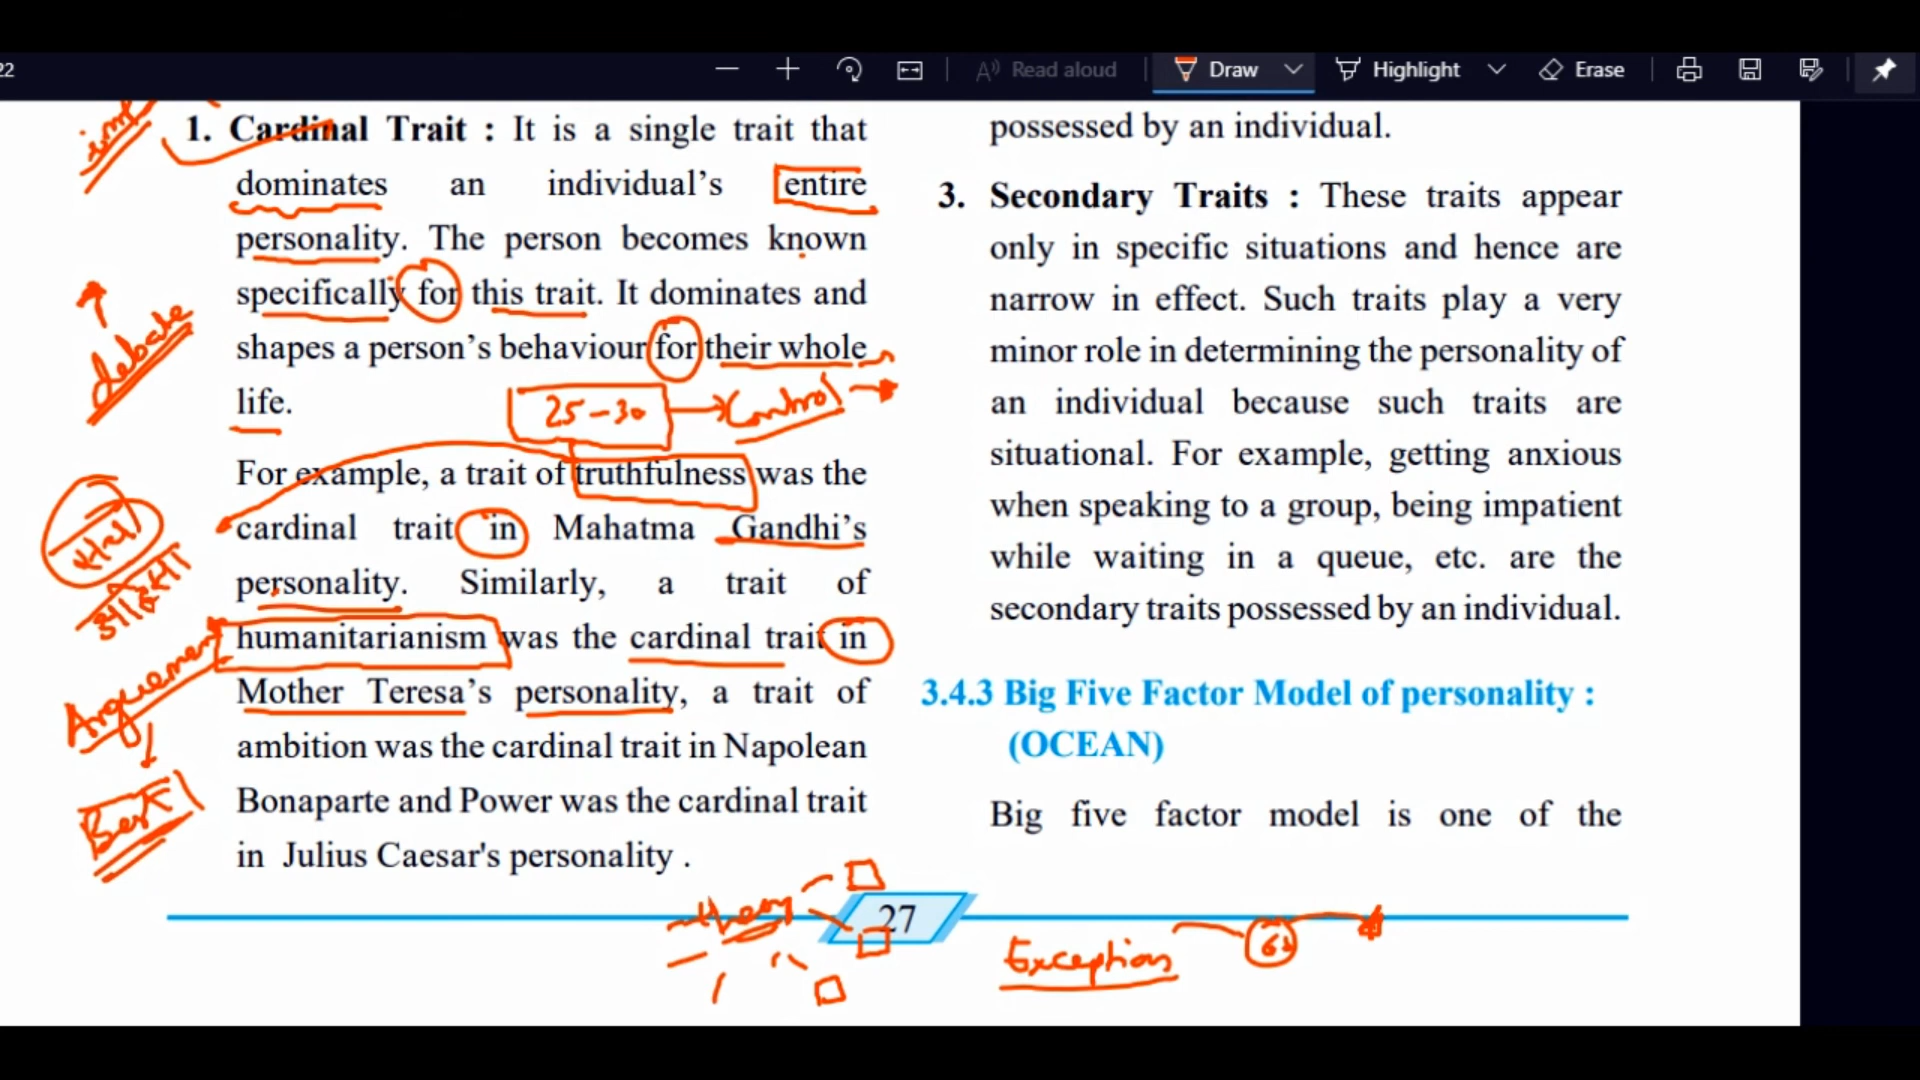 22
Read aloud
Draw
Highlight
Erase
1. Cardinal Trait : It is a single trait that
dominates an individual’s entire
personality. The person becomes known
specifically for this trait. It dominates and
shapes a person’s behaviour for their whole
life.
25-30 Control
For example, a trait of truthfulness was the
cardinal trait in Mahatma Gandhi’s
personality. Similarly, a trait of
humanitarianism was the cardinal trait in
Mother Teresa’s personality, a trait of
ambition was the cardinal trait in Napolean
Bonaparte and Power was the cardinal trait
in Julius Caesar's personality .
imp
debate
सत्य
अहिंसा
possessed by an individual.
3. Secondary Traits : These traits appear
only in specific situations and hence are
narrow in effect. Such traits play a very
minor role in determining the personality of
an individual because such traits are
situational. For example, getting anxious
when speaking to a group, being impatient
while waiting in a queue, etc. are the
secondary traits possessed by an individual.
3.4.3 Big Five Factor Model of personality :
(OCEAN)
Big five factor model is one of the
theory
27
Exception